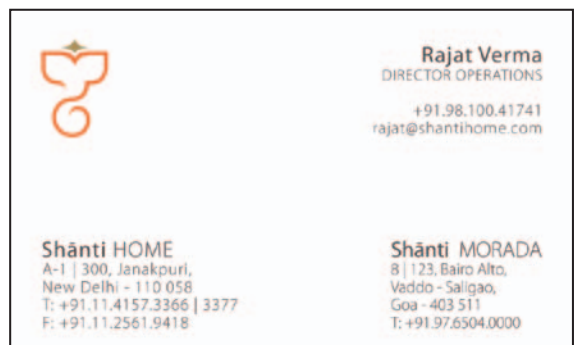 Rajat Verma
DIRECTOR OPERATIONS
+91.98.100.41741
rajat@shantihome.com
Shānti HOME
A-1 | 300, Janakpuri,
New Delhi - 110 058
T: +91.11.4157.3366 | 3377
F: +91.11.2561.9418
Shānti MORADA
8 | 123, Bairo Alto,
Vaddo - Saligao,
Goa - 403 511
T: +91.97.6504.0000